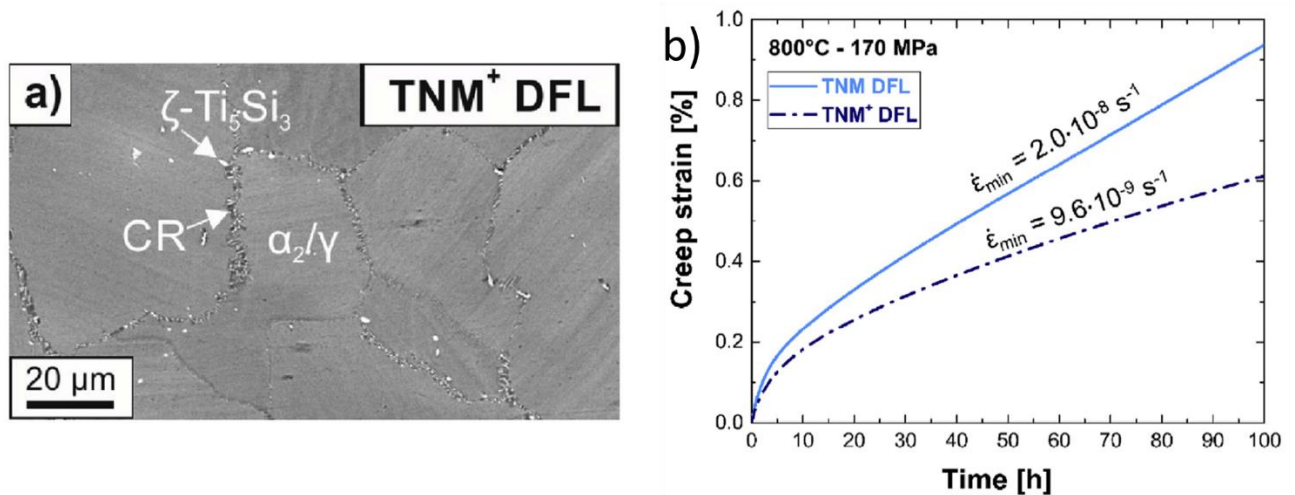 a)
TNM⁺ DFL
ζ-Ti₅Si₃
CR
α₂/γ
20 µm
b)
800°C - 170 MPa
TNM DFL
TNM⁺ DFL
ε̇min = 2.0·10⁻⁸ s⁻¹
ε̇min = 9.6·10⁻⁹ s⁻¹
Creep strain [%]
1.0
0.8
0.6
0.4
0.2
0.0
0 10 20 30 40 50 60 70 80 90 100
Time [h]